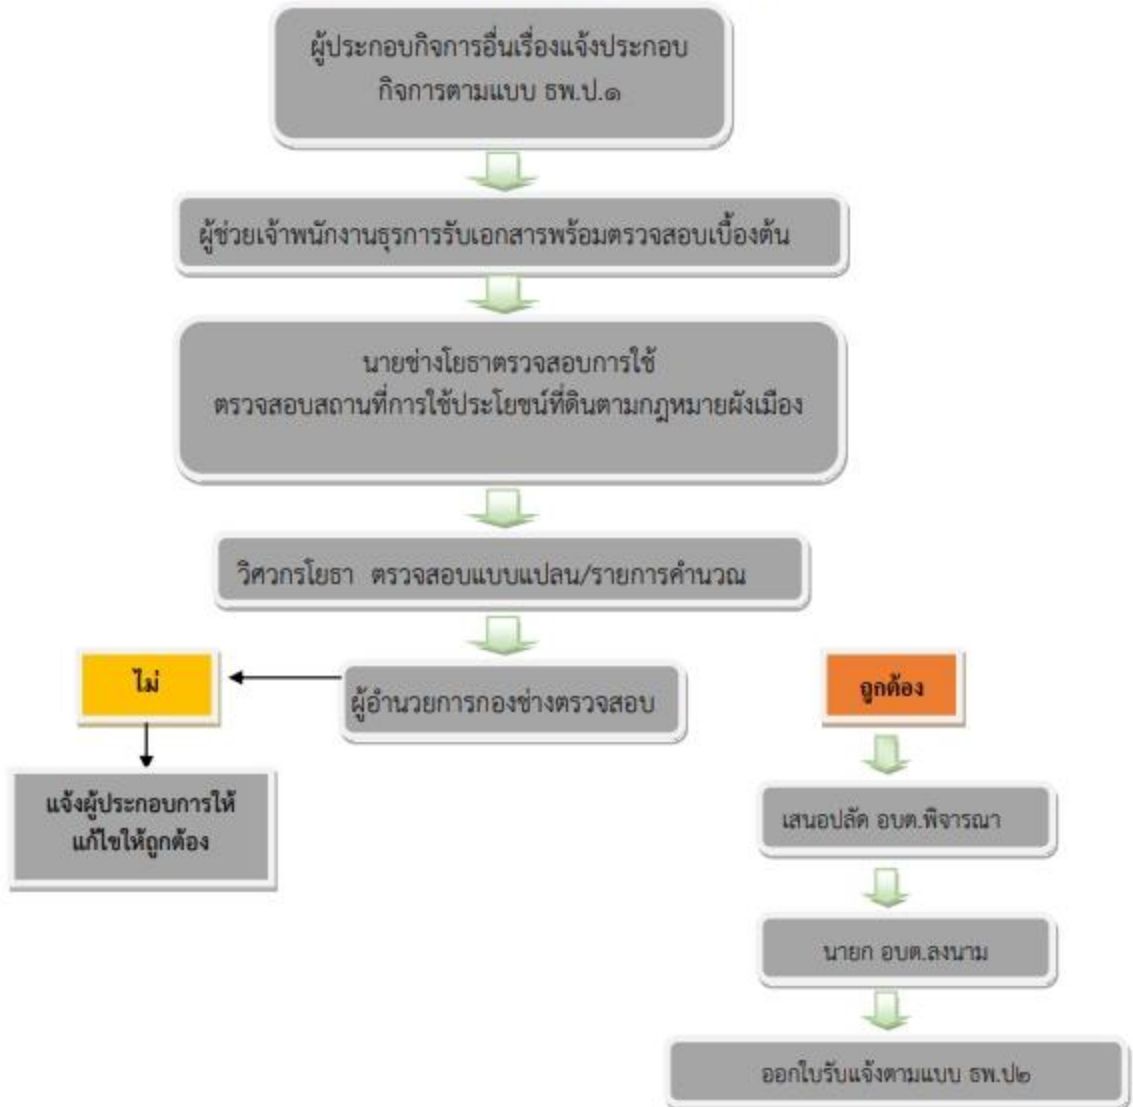 ผู้ประกอบกิจการอื่นเรื่องแจ้งประกอบ
กิจการตามแบบ ธพ.ป.๑
ผู้ช่วยเจ้าพนักงานธุรการรับเอกสารพร้อมตรวจสอบเบื้องต้น
นายช่างโยธาตรวจสอบการใช้
ตรวจสอบสถานที่การใช้ประโยชน์ที่ดินตามกฎหมายผังเมือง
วิศวกรโยธา ตรวจสอบแบบแปลน/รายการคำนวณ
ผู้อำนวยการกองช่างตรวจสอบ
ไม่
แจ้งผู้ประกอบการให้
แก้ไขให้ถูกต้อง
ถูกต้อง
เสนอปลัด อบต.พิจารณา
นายก อบต.ลงนาม
ออกใบรับแจ้งตามแบบ ธพ.ป๒